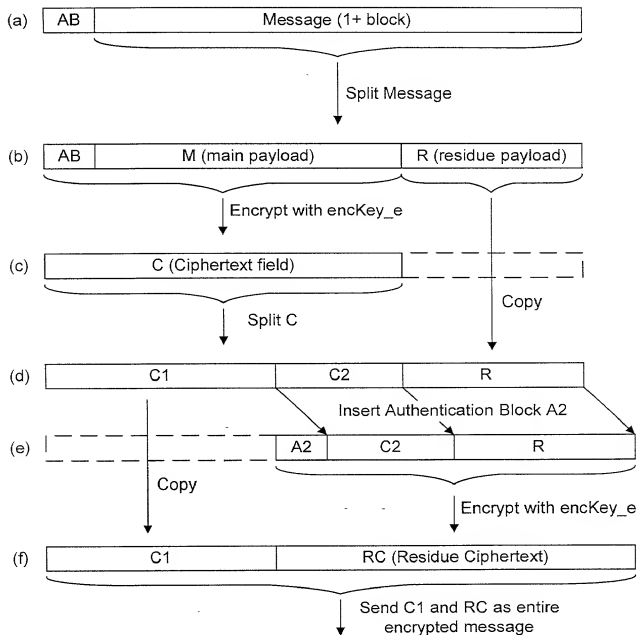 (a) AB Message (1+ block)
Split Message
(b) AB M (main payload) R (residue payload)
Encrypt with encKey_e
(c) C (Ciphertext field)
Split C
Copy
(d) C1 C2 R
Insert Authentication Block A2
(e) A2 C2 R
Copy
Encrypt with encKey_e
(f) C1 RC (Residue Ciphertext)
Send C1 and RC as entire
encrypted message